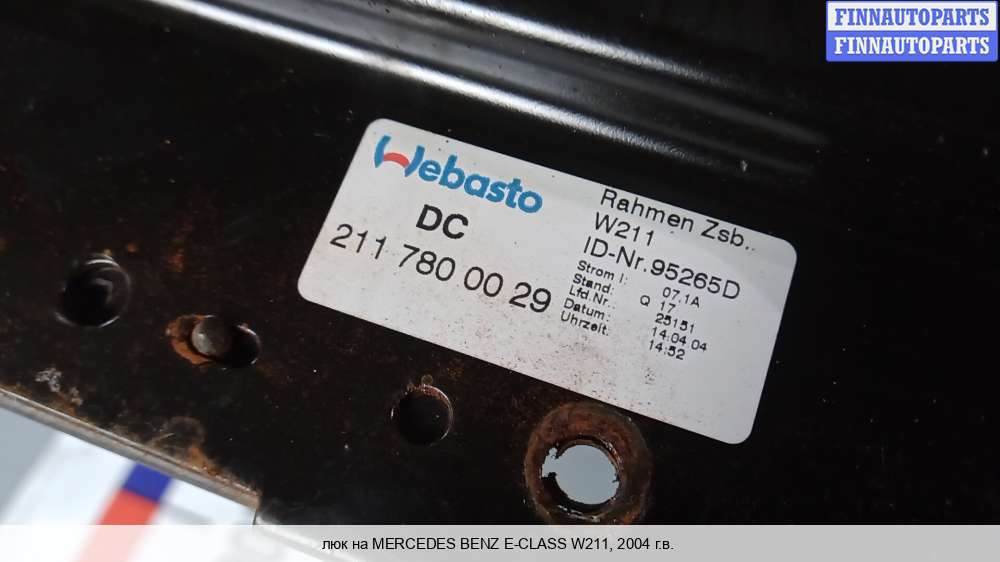 FINNAUTOPARTS
FINNAUTOPARTS
Webasto
DC
211 780 00 29
Rahmen Zsb..
W211
ID-Nr. 95265D
Strom I: 07.1A
Stand: Q 17
Lfd.Nr.: 25151
Datum: 14.04 04
Uhrzeit: 14:52
люк на MERCEDES BENZ E-CLASS W211, 2004 г.в.